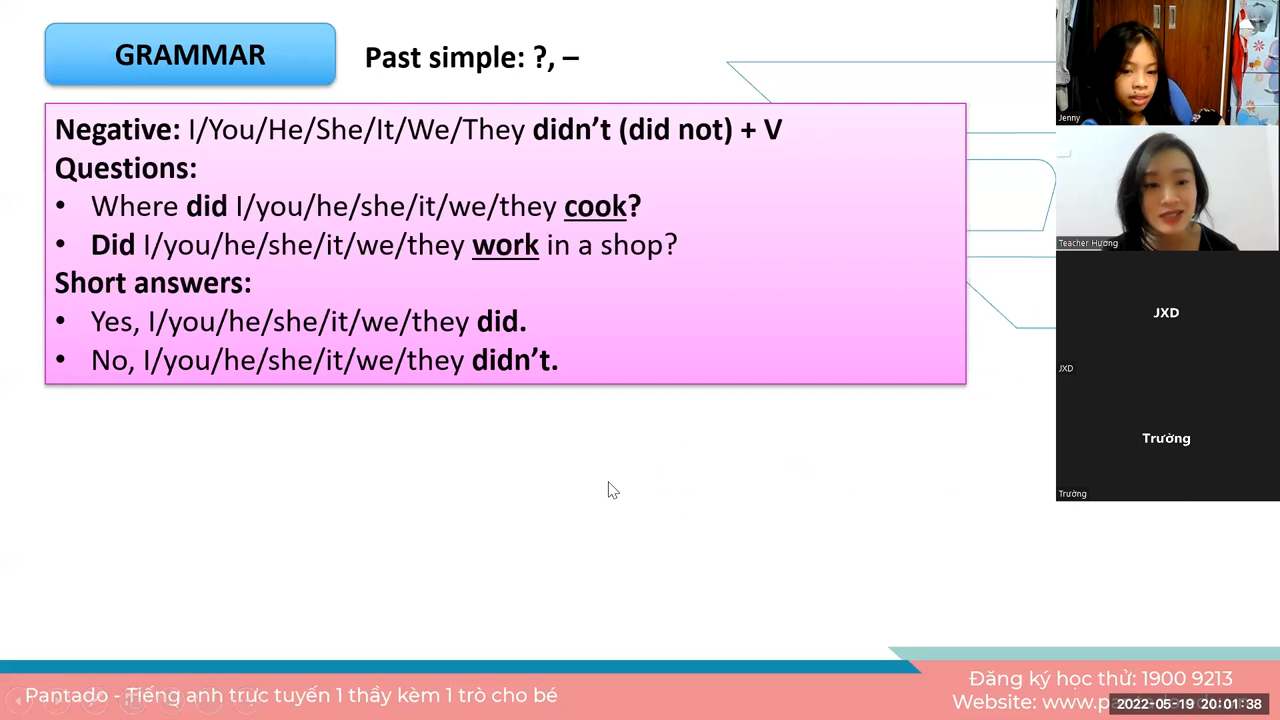 GRAMMAR
Past simple: ?, –
Negative: I/You/He/She/It/We/They didn’t (did not) + V
Questions:
• Where did I/you/he/she/it/we/they cook?
• Did I/you/he/she/it/we/they work in a shop?
Short answers:
• Yes, I/you/he/she/it/we/they did.
• No, I/you/he/she/it/we/they didn’t.
Jenny
Teacher Hương
JXD
JXD
Trường
Trường
Pantado - Tiếng anh trực tuyến 1 thầy kèm 1 trò cho bé
Đăng ký học thử: 1900 9213
Website:
2022-05-19 20:01:38